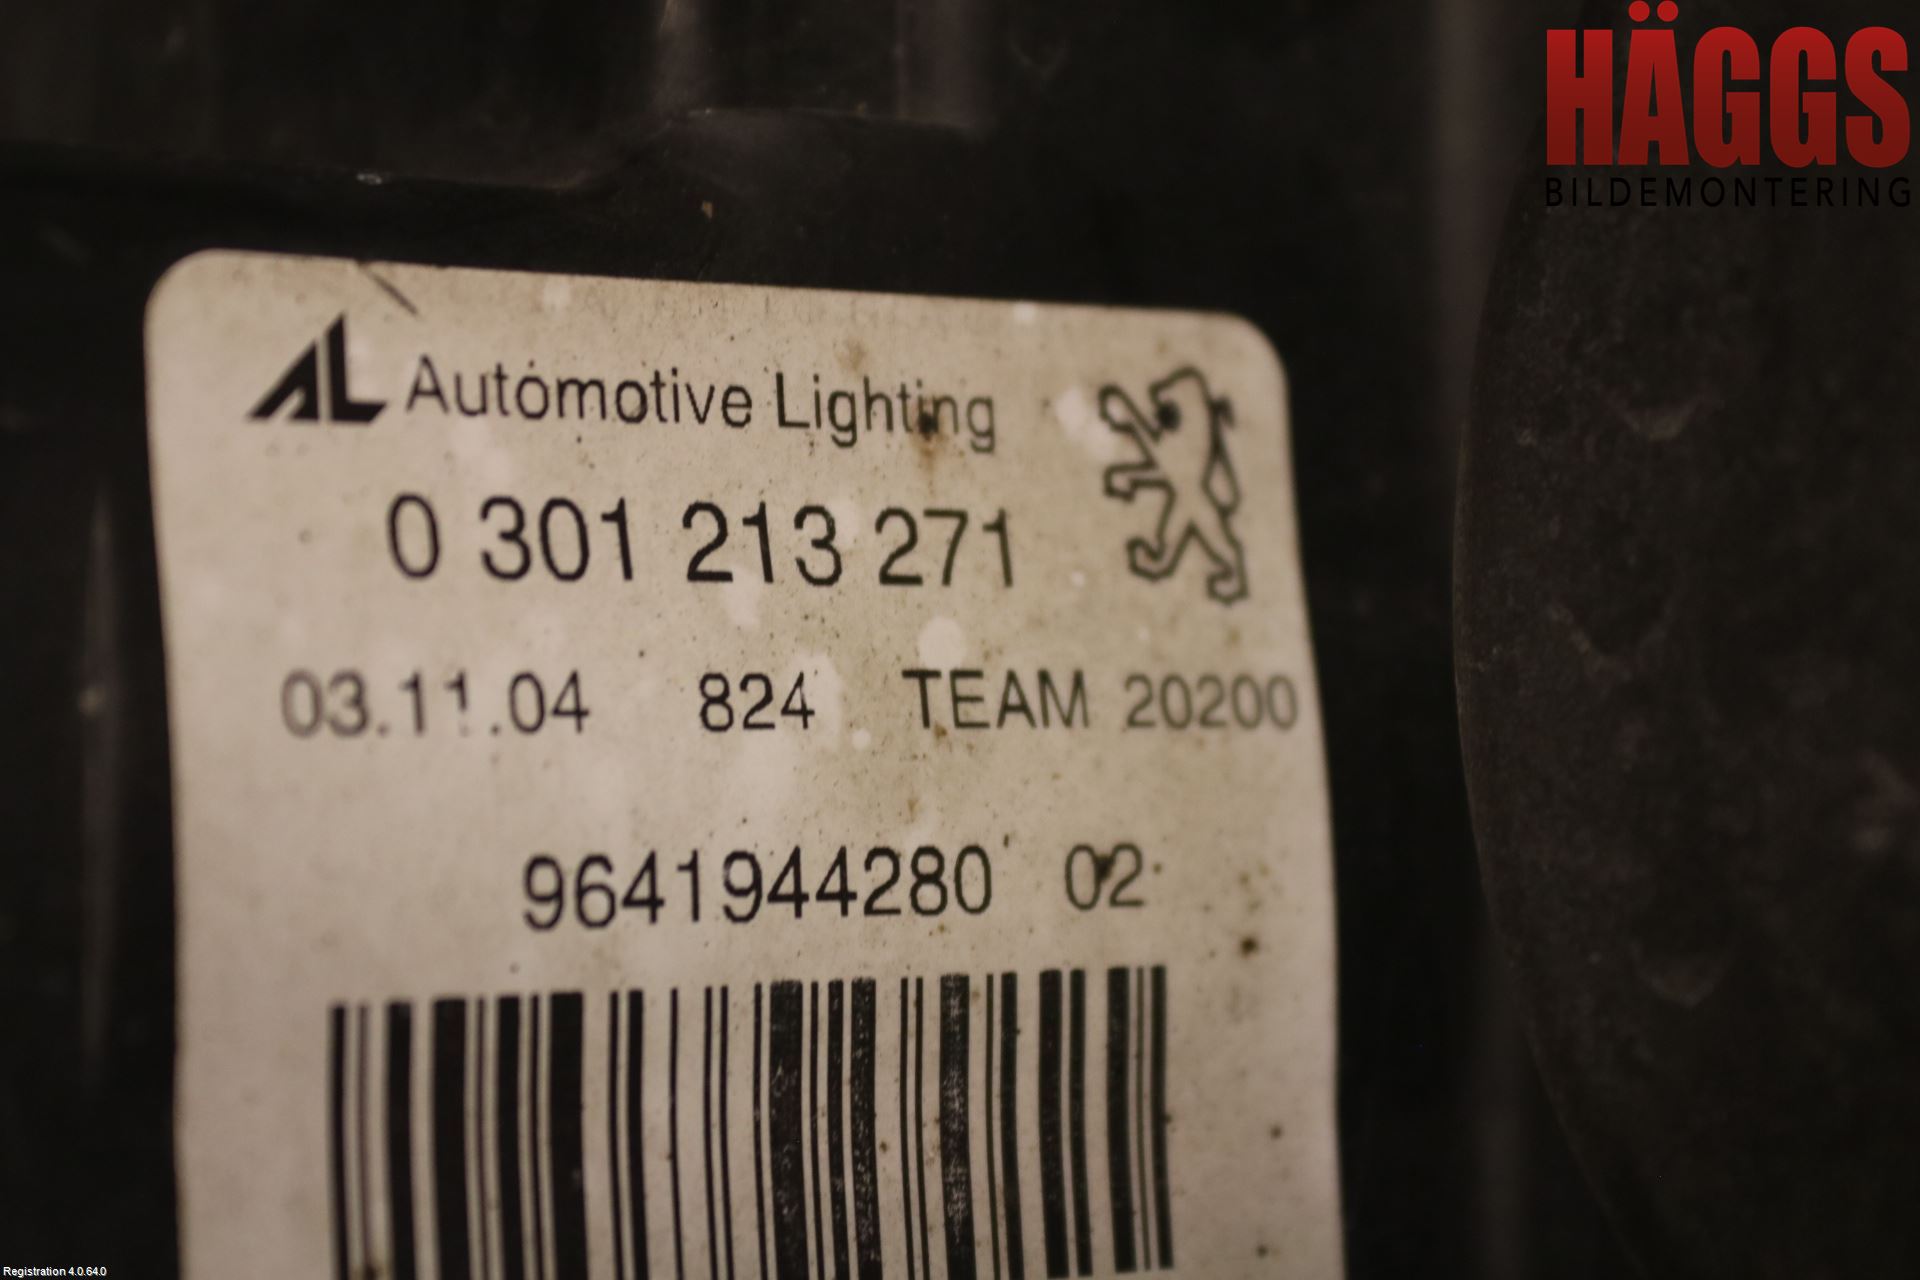 HÄGGS
BILDEMONTERING
AL Automotive Lighting
0 301 213 271
03.11.04 824 TEAM 20200
9641944280 02
Registration 4.0.64.0